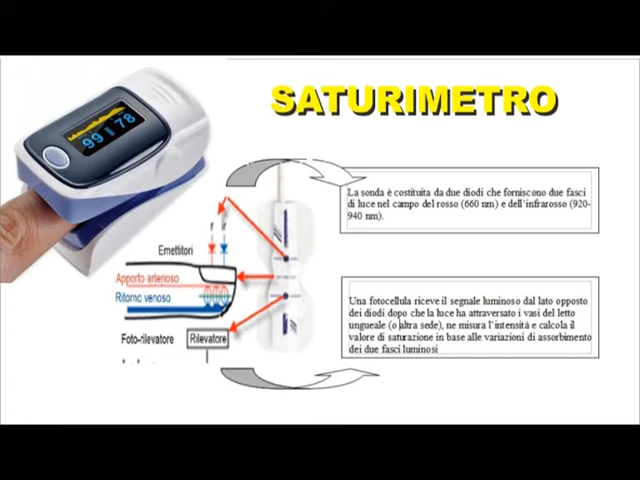 SATURIMETRO
99 78
La sonda è costituita da due diodi che forniscono due fasci
di luce nel campo del rosso (660 nm) e dell'infrarosso (920-
940 nm).
Emettitori
Apporto arterioso
Ritorno venoso
Foto-rilevatore
Rilevatore
Una fotocellula riceve il segnale luminoso dal lato opposto
dei diodi dopo che la luce ha attraversato i vasi del letto
ungueale (o altra sede), ne misura l'intensità e calcola il
valore di saturazione in base alle variazioni di assorbimento
dei due fasci luminosi